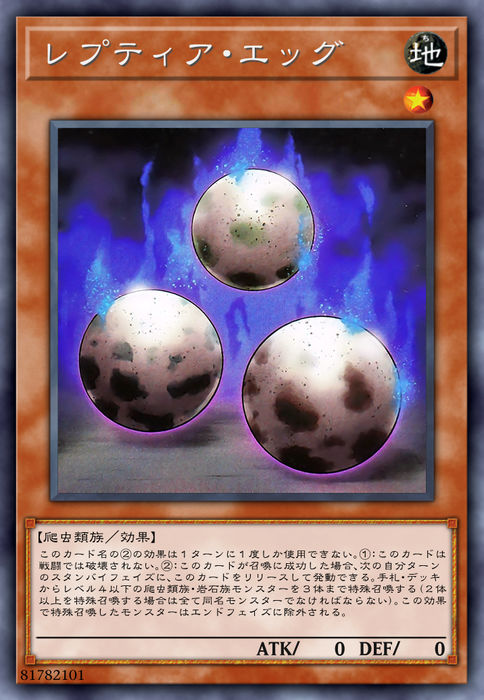 レプティア・エッグ
ち
地
【爬虫類族／効果】
このカード名の②の効果は１ターンに１度しか使用できない。①：このカードは
戦闘では破壊されない。②：このカードが召喚に成功した場合、次の自分ターン
のスタンバイフェイズに、このカードをリリースして発動できる。手札・デッキ
からレベル４以下の爬虫類族・岩石族モンスターを３体まで特殊召喚する（２体
以上を特殊召喚する場合は全て同名モンスターでなければならない）。この効果
で特殊召喚したモンスターはエンドフェイズに除外される。
ATK/ 0 DEF/ 0
81782101